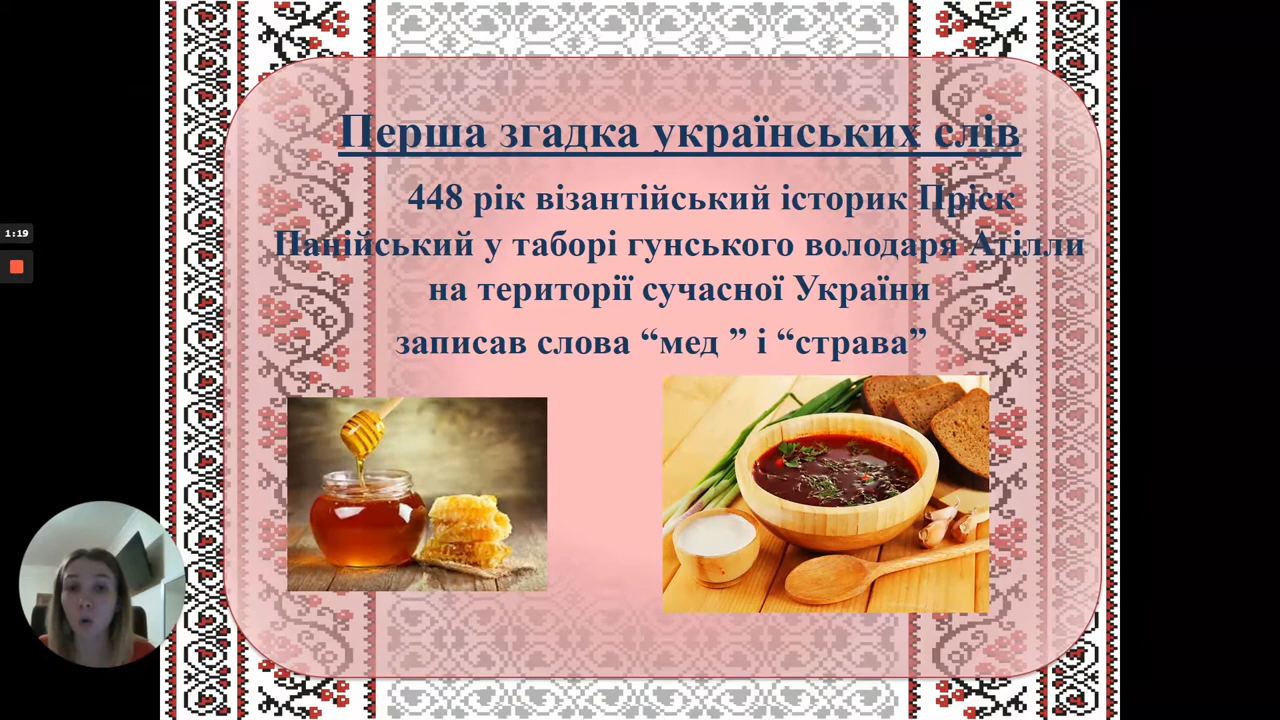 Перша згадка українських слів
448 рік візантійський історик Пріск
Панійський у таборі гунського володаря Атілли
на території сучасної України
записав слова “мед ” і “страва”
1:19